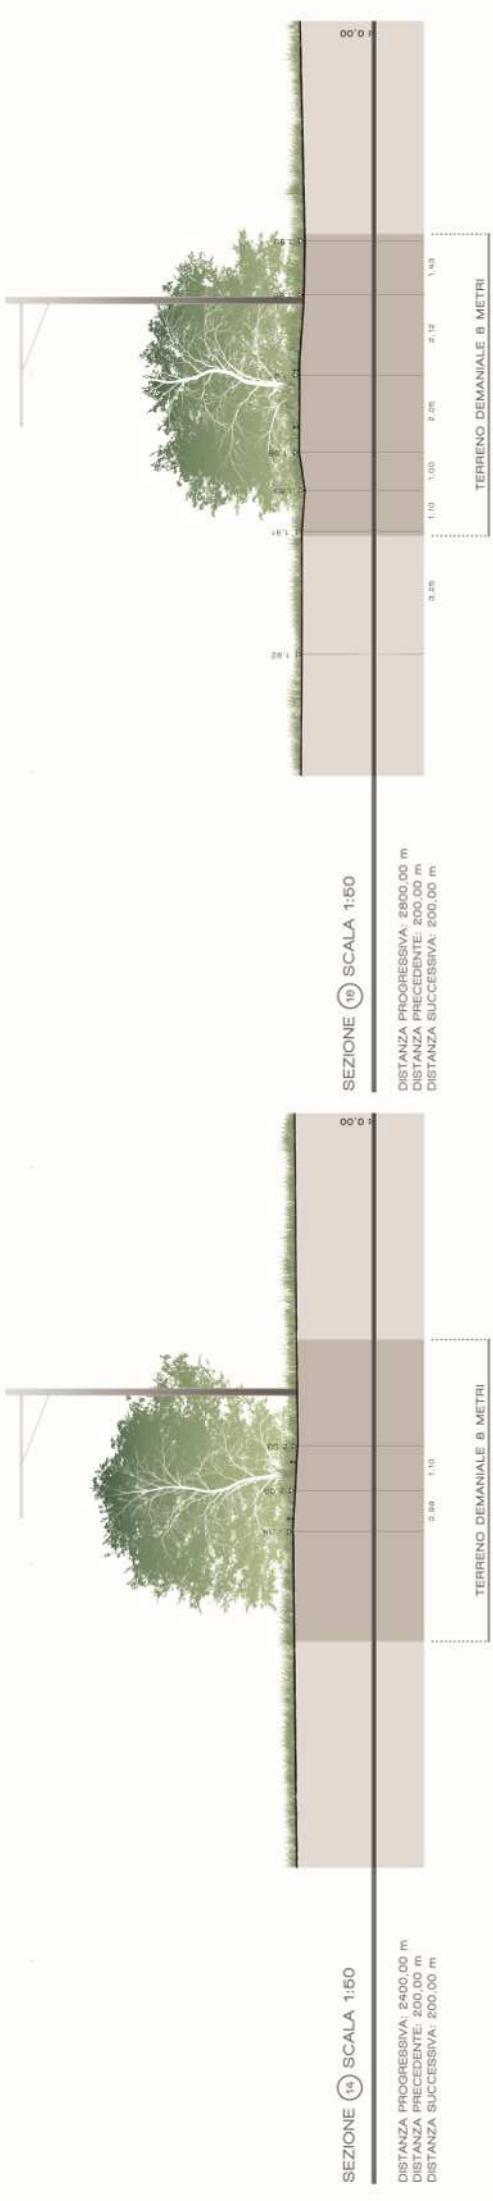 SEZIONE 14 SCALA 1:50
DISTANZA PROGRESSIVA: 2400,00 m
DISTANZA PRECEDENTE: 200,00 m
DISTANZA SUCCESSIVA: 200,00 m
0,99 1,10
TERRENO DEMANIALE 8 METRI
± 0,00
SEZIONE 16 SCALA 1:50
DISTANZA PROGRESSIVA: 2800,00 m
DISTANZA PRECEDENTE: 200,00 m
DISTANZA SUCCESSIVA: 200,00 m
1,92 1,91
3,25 1,10 1,00 2,05 2,12 1,43
TERRENO DEMANIALE 8 METRI
± 0,00